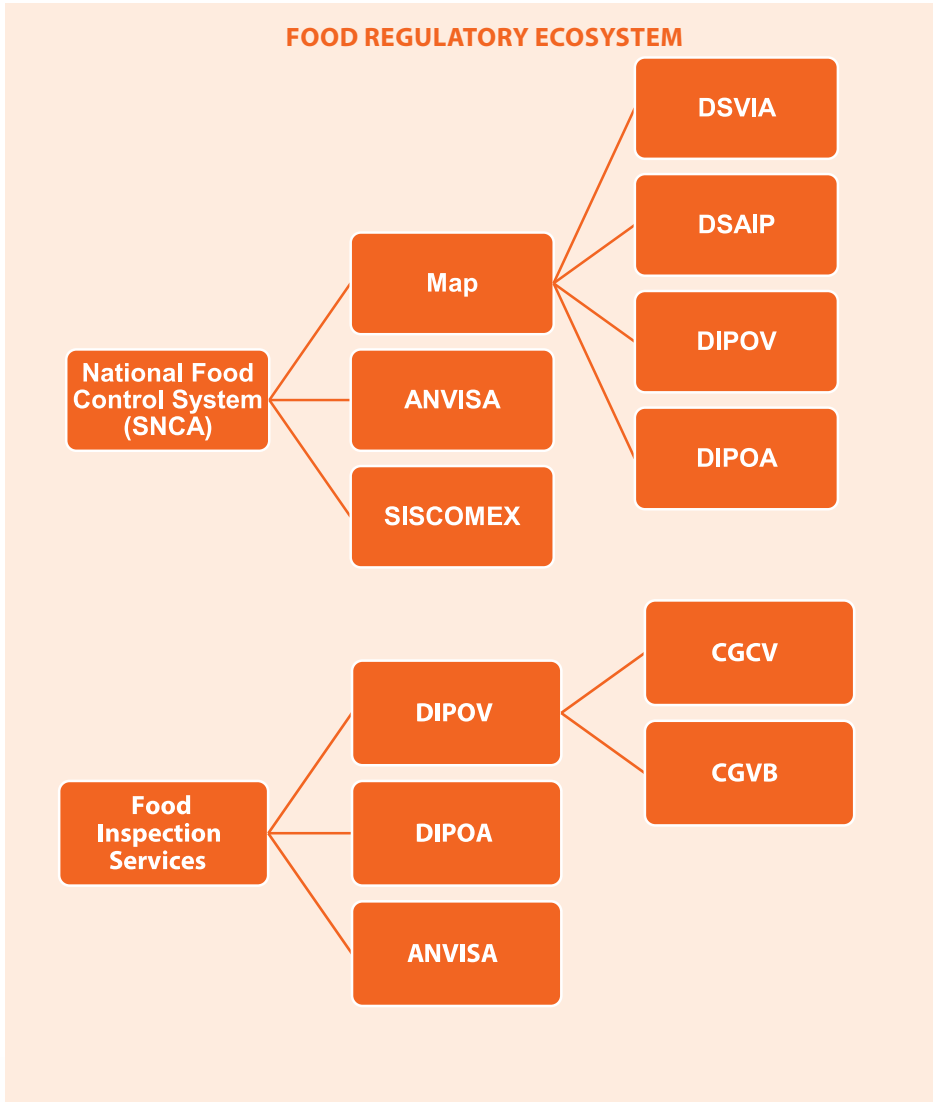 FOOD REGULATORY ECOSYSTEM
National Food
Control System
(SNCA)
Map
ANVISA
SISCOMEX
DSVIA
DSAIP
DIPOV
DIPOA
Food
Inspection
Services
DIPOV
DIPOA
ANVISA
CGCV
CGVB